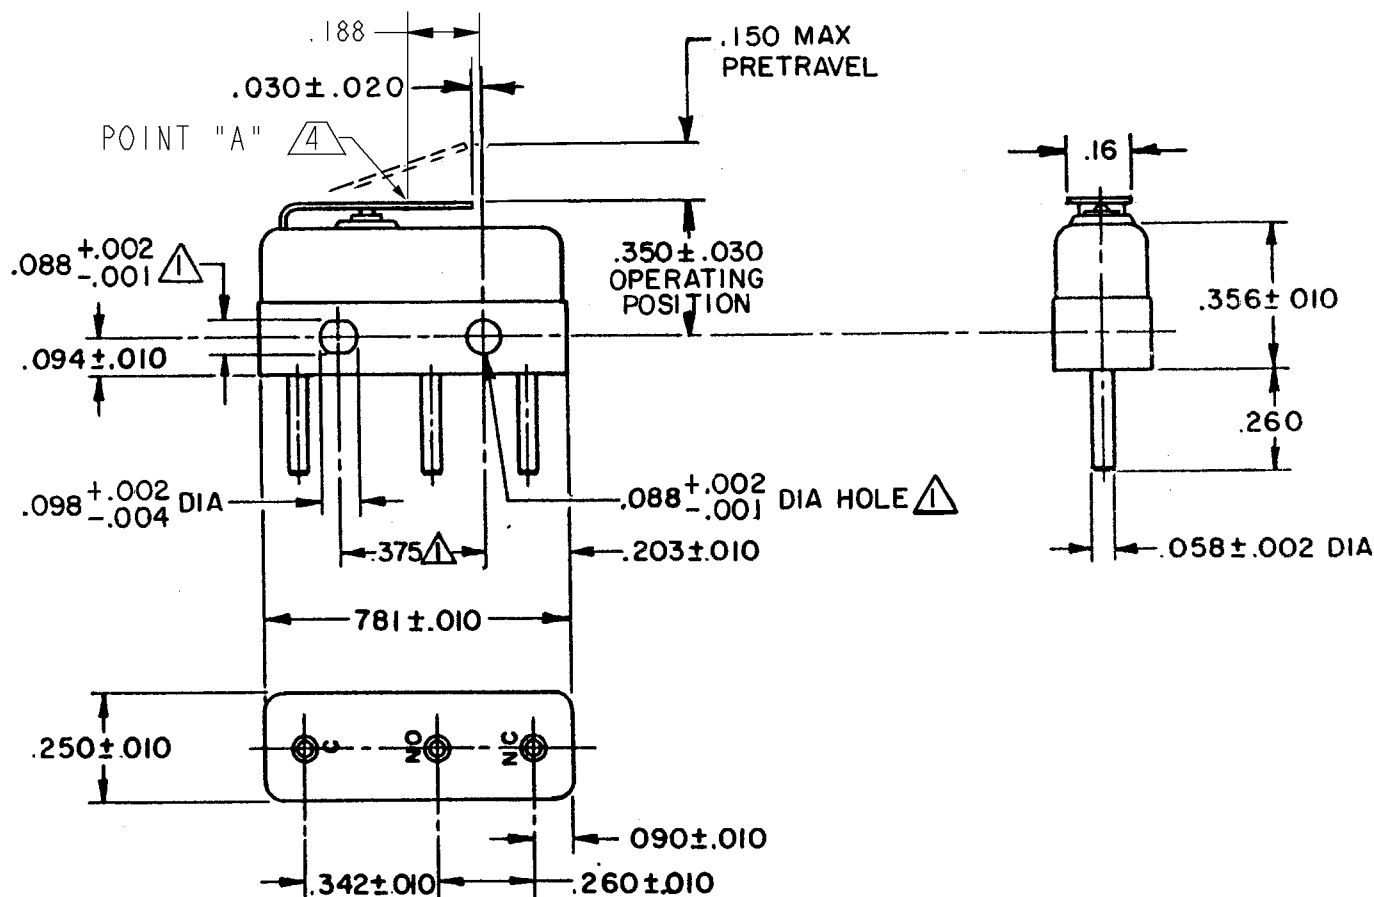 .188
.150 MAX
PRETRAVEL
.030±.020
POINT "A" 4
.16
.088 +.002 -.001 1
.350±.030
OPERATING
POSITION
.356±010
.094±.010
.260
.098 +.002 -.004 DIA
.088 +.002 -.001 DIA HOLE 1
.375 1
.203±.010
.058±.002 DIA
781±.010
.250±.010
C
NO
NC
090±.010
.342±.010
.260±.010